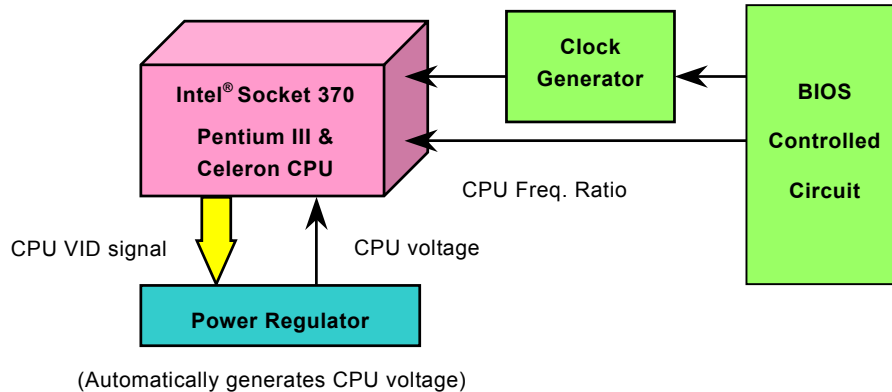 Intel® Socket 370
Pentium III &
Celeron CPU
Clock
Generator
BIOS
Controlled
Circuit
CPU Freq. Ratio
CPU VID signal
CPU voltage
Power Regulator
(Automatically generates CPU voltage)